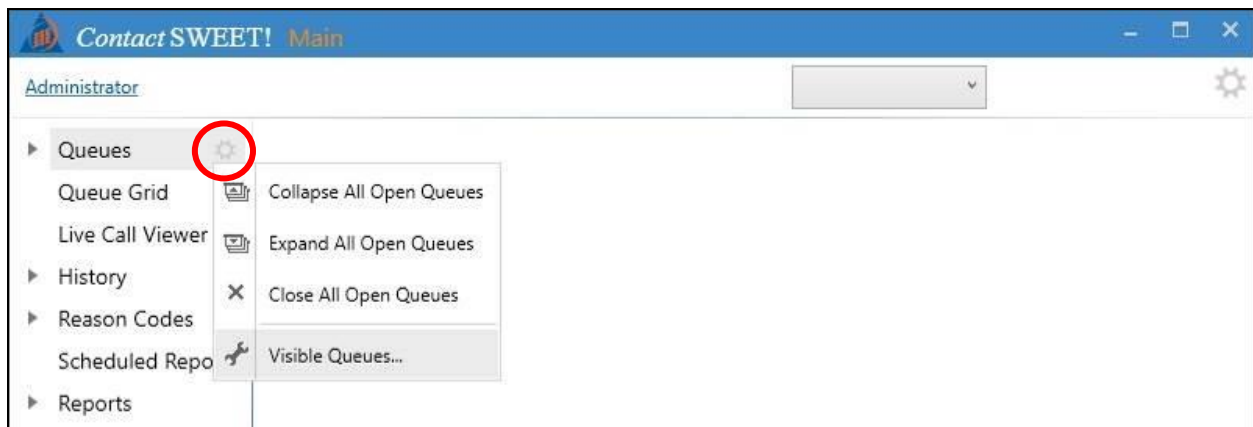 Contact SWEET! Main
Administrator
Queues
Queue Grid
Live Call Viewer
History
Reason Codes
Scheduled Repo
Reports
Collapse All Open Queues
Expand All Open Queues
Close All Open Queues
Visible Queues...